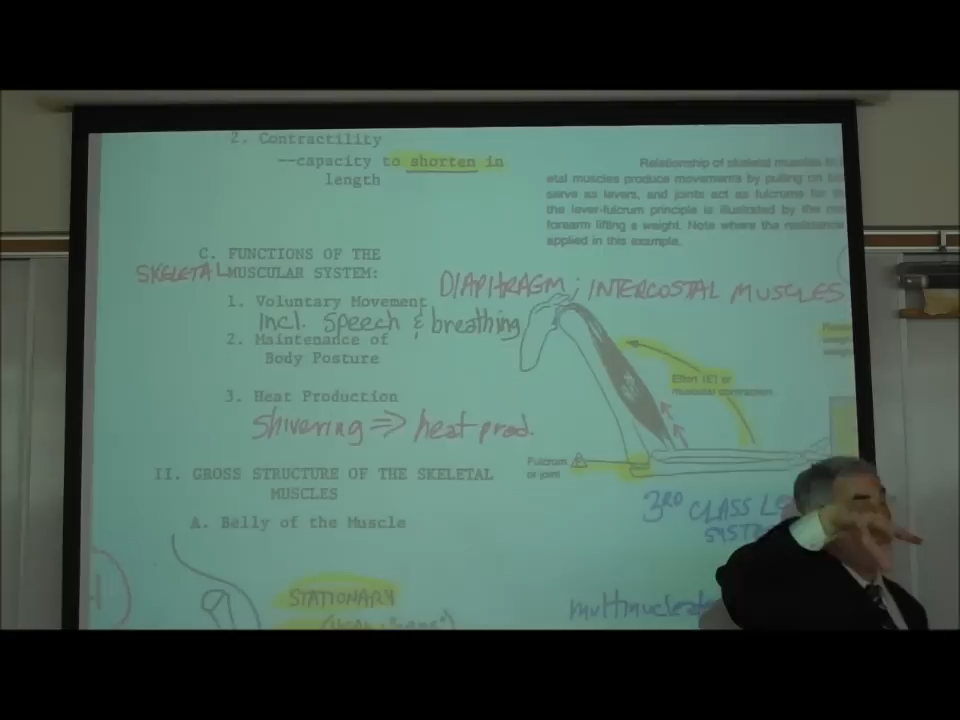 2. Contractility
--capacity to shorten in
length
Relationship of skeletal muscles to
etal muscles produce movements by pulling on
serve as levers, and joints act as fulcrums for
the lever-fulcrum principle is illustrated by the
forearm lifting a weight. Note where the resistance
applied in this example.
C. FUNCTIONS OF THE
SKELETAL MUSCULAR SYSTEM:
DIAPHRAGM; INTERCOSTAL MUSCLES
1. Voluntary Movement
Incl. speech & breathing
2. Maintenance of
Body Posture
Effort (E) or
muscular contraction
3. Heat Production
shivering => heat prod.
Fulcrum
or joint
II. GROSS STRUCTURE OF THE SKELETAL
MUSCLES
3RD CLASS
A. Belly of the Muscle
STATIONARY